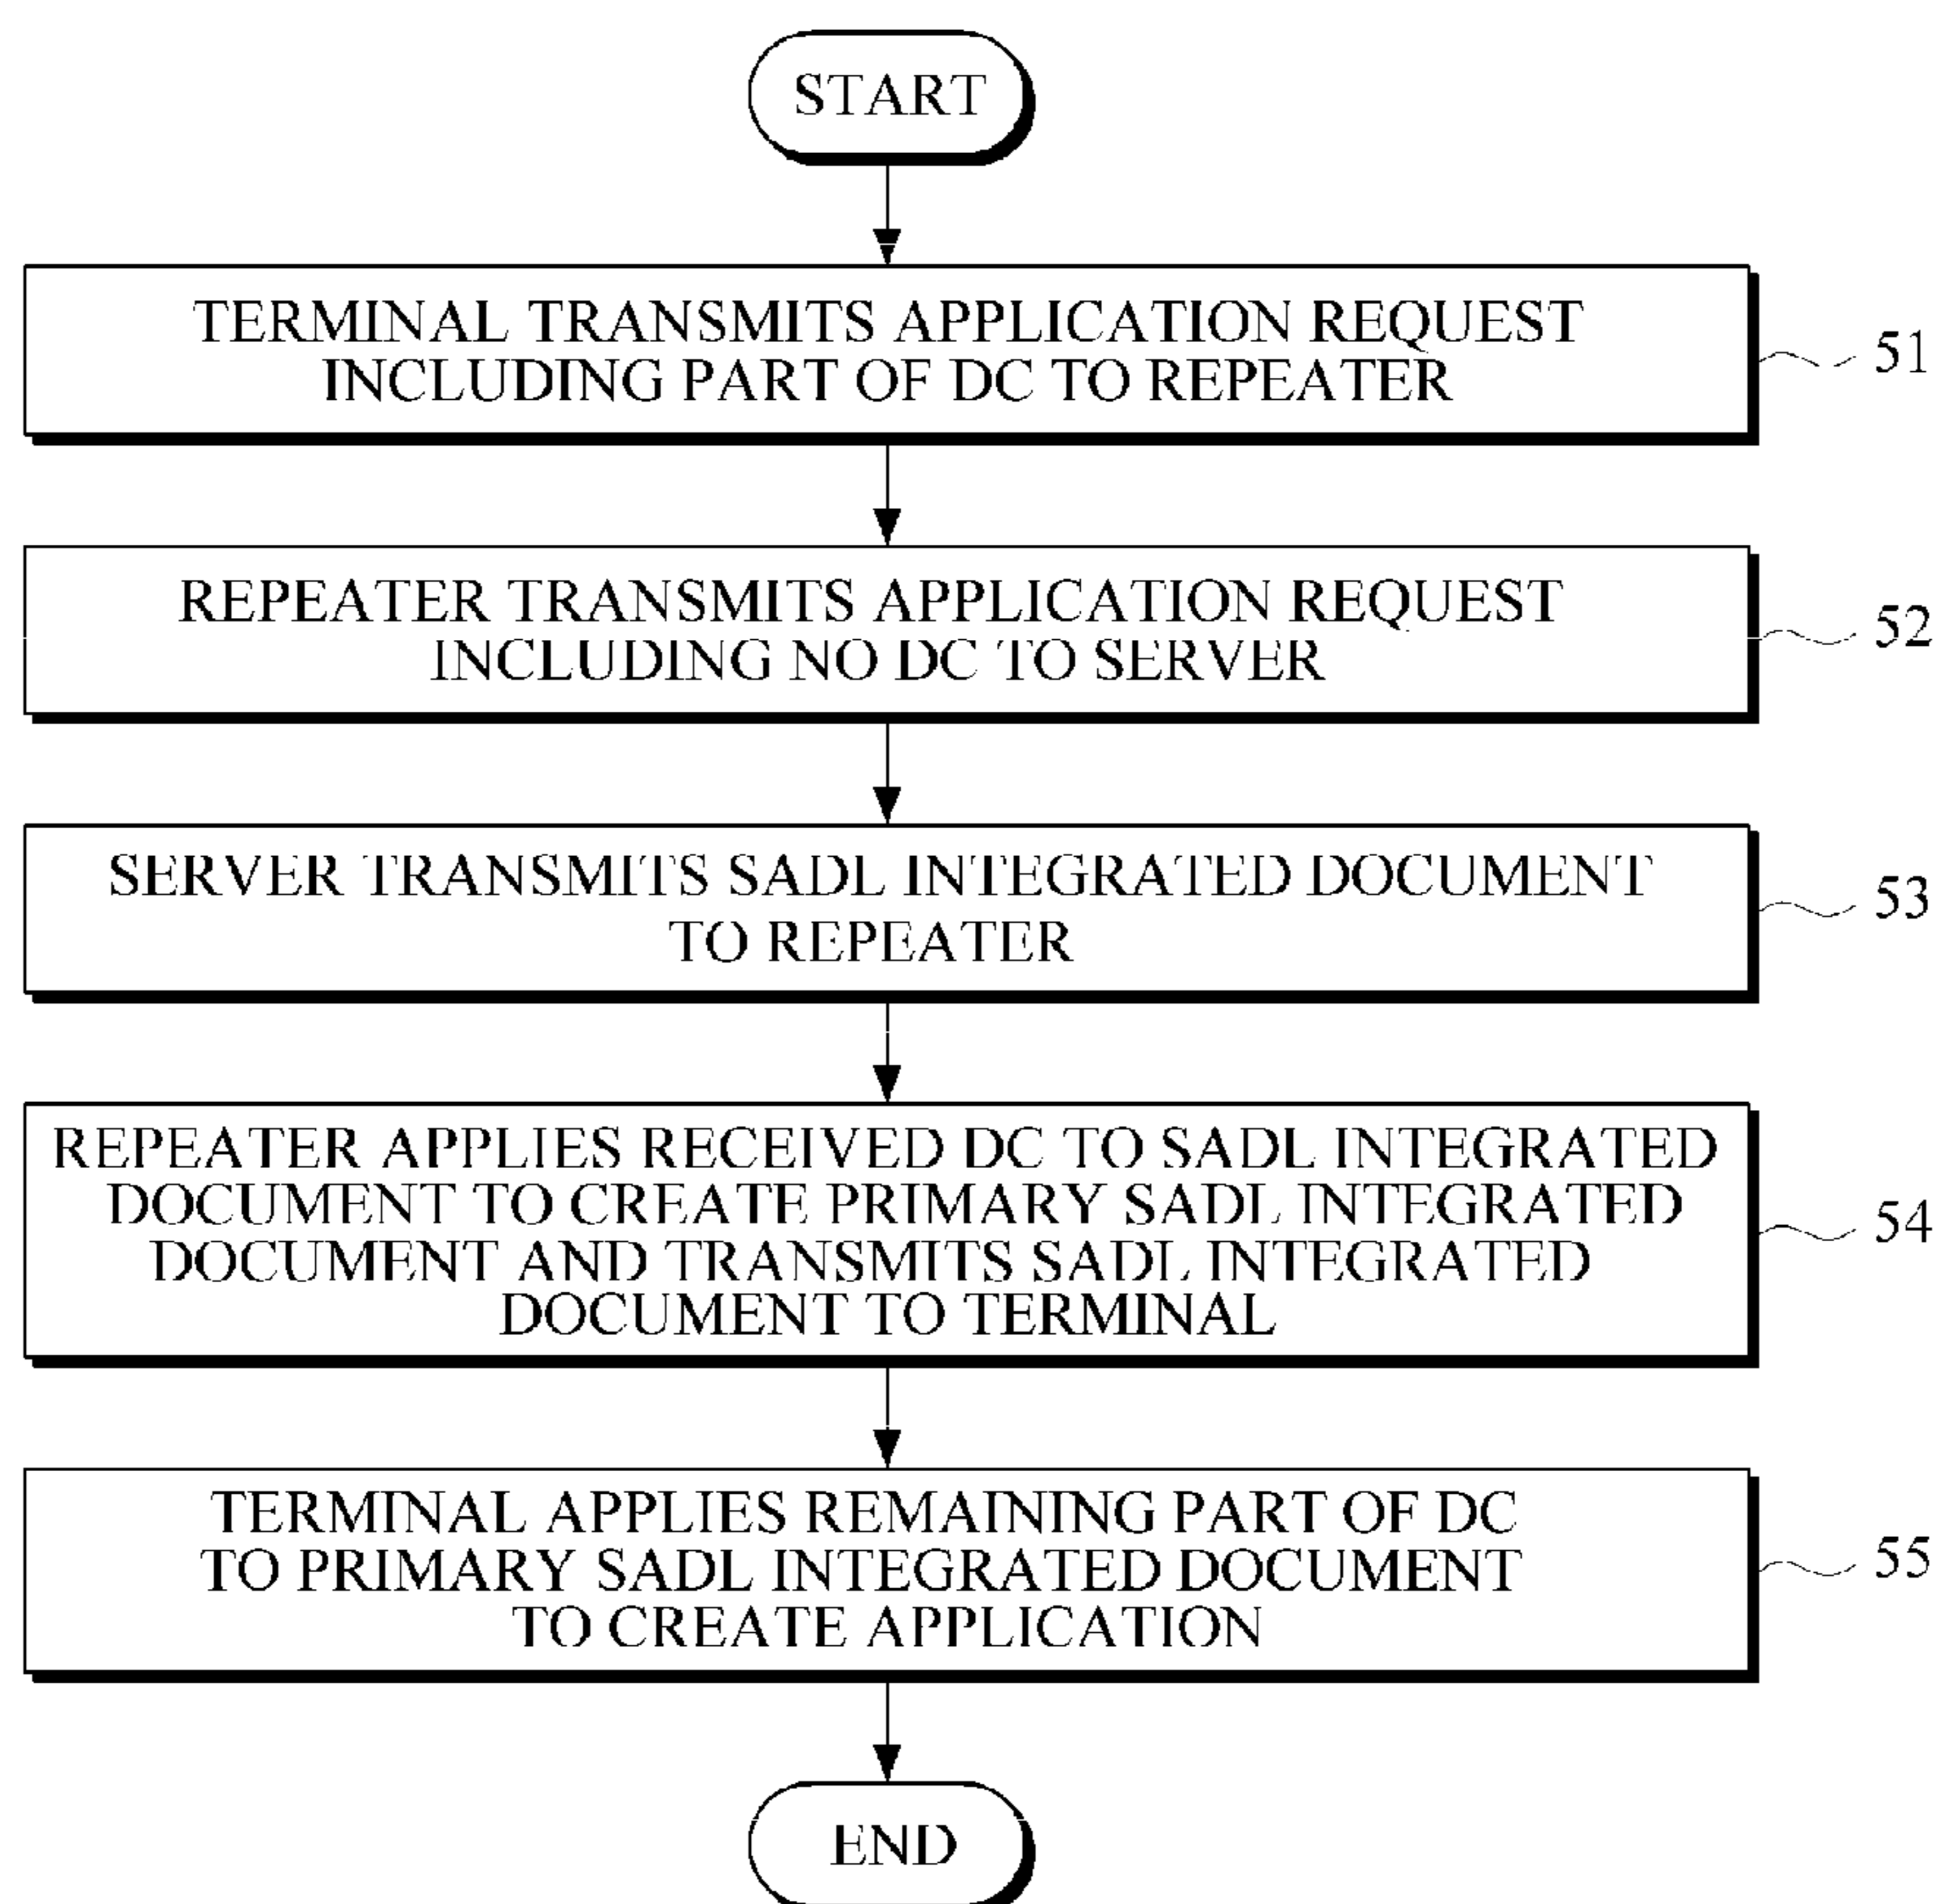 START
TERMINAL TRANSMITS APPLICATION REQUEST
INCLUDING PART OF DC TO REPEATER
51
REPEATER TRANSMITS APPLICATION REQUEST
INCLUDING NO DC TO SERVER
52
SERVER TRANSMITS SADL INTEGRATED DOCUMENT
TO REPEATER
53
REPEATER APPLIES RECEIVED DC TO SADL INTEGRATED
DOCUMENT TO CREATE PRIMARY SADL INTEGRATED
DOCUMENT AND TRANSMITS SADL INTEGRATED
DOCUMENT TO TERMINAL
54
TERMINAL APPLIES REMAINING PART OF DC
TO PRIMARY SADL INTEGRATED DOCUMENT
TO CREATE APPLICATION
55
END